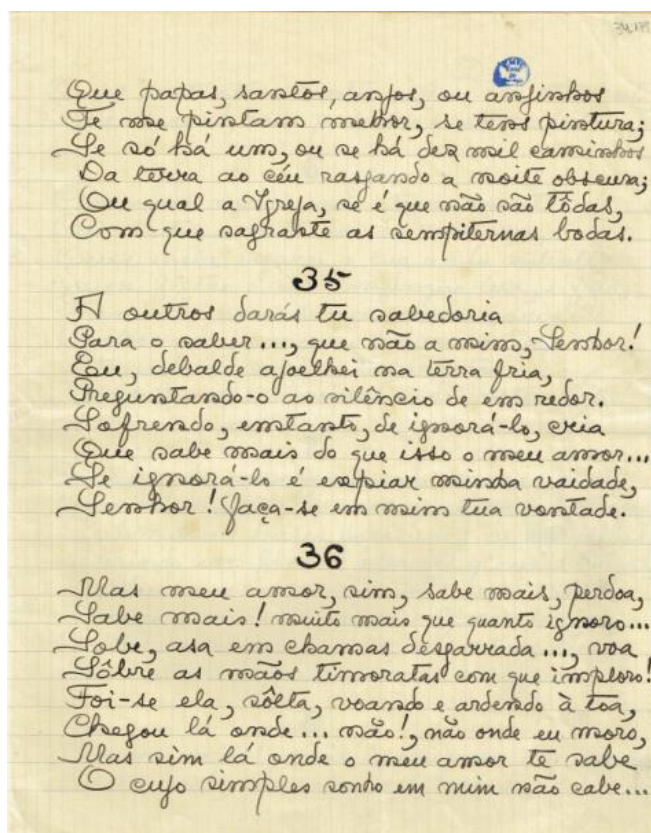 Que papas, santos, anjos, ou anjinhos
Te me pintam melhor, se tens pintura;
Se só há um, ou se há dez mil caminhos
Da terra ao céu rasgando a noite obscura;
Ou qual a Igreja, se é que não são tôdas,
Com que sagraste as sempiternas bodas.
35
A outros darás tu sabedoria
Para o saber..., que não a mim, Senhor!
Eu, debalde ajoelhei na terra fria,
Preguntando-o ao silêncio de em redor.
Sofrendo, entanto, de ignorá-lo, cria
Que sabe mais do que isso o meu amor...
Se ignorá-lo é expiar minha vaidade,
Senhor! faça-se em mim tua vontade.
36
Mas meu amor, sim, sabe mais, perdoa,
Sabe mais! muito mais que quanto ignoro...
Sobe, asa em chamas desgarrada..., voa
Sôbre as mãos timoratas com que imploro!
Foi-se ela, sôlta, voando e ardendo à toa,
Chegou lá onde... não!, não onde eu moro,
Mas sim lá onde o meu amor te sabe
O cujo simples sonho em mim não cabe...